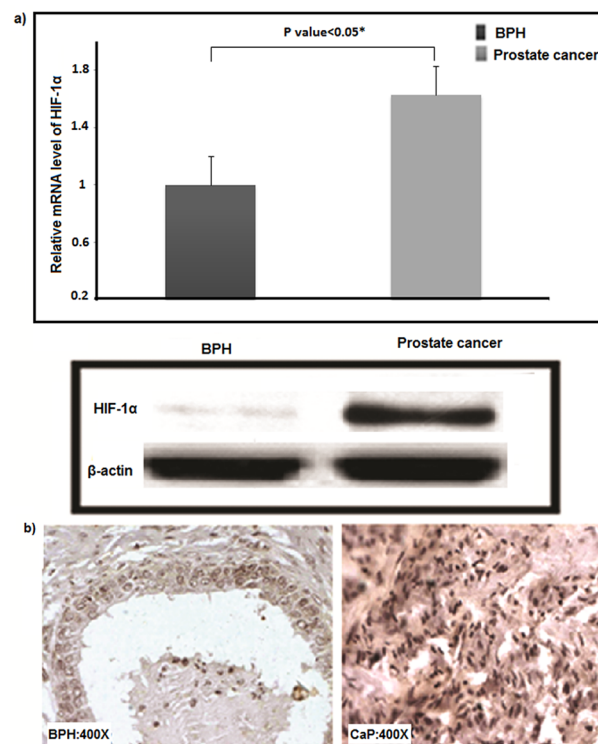 a)
P value<0.05*
BPH
Prostate cancer
Relative mRNA level of HIF-1α
1.8
1.4
1
0.6
0.2
BPH
Prostate cancer
HIF-1α
β-actin
b)
BPH:400X
CaP:400X